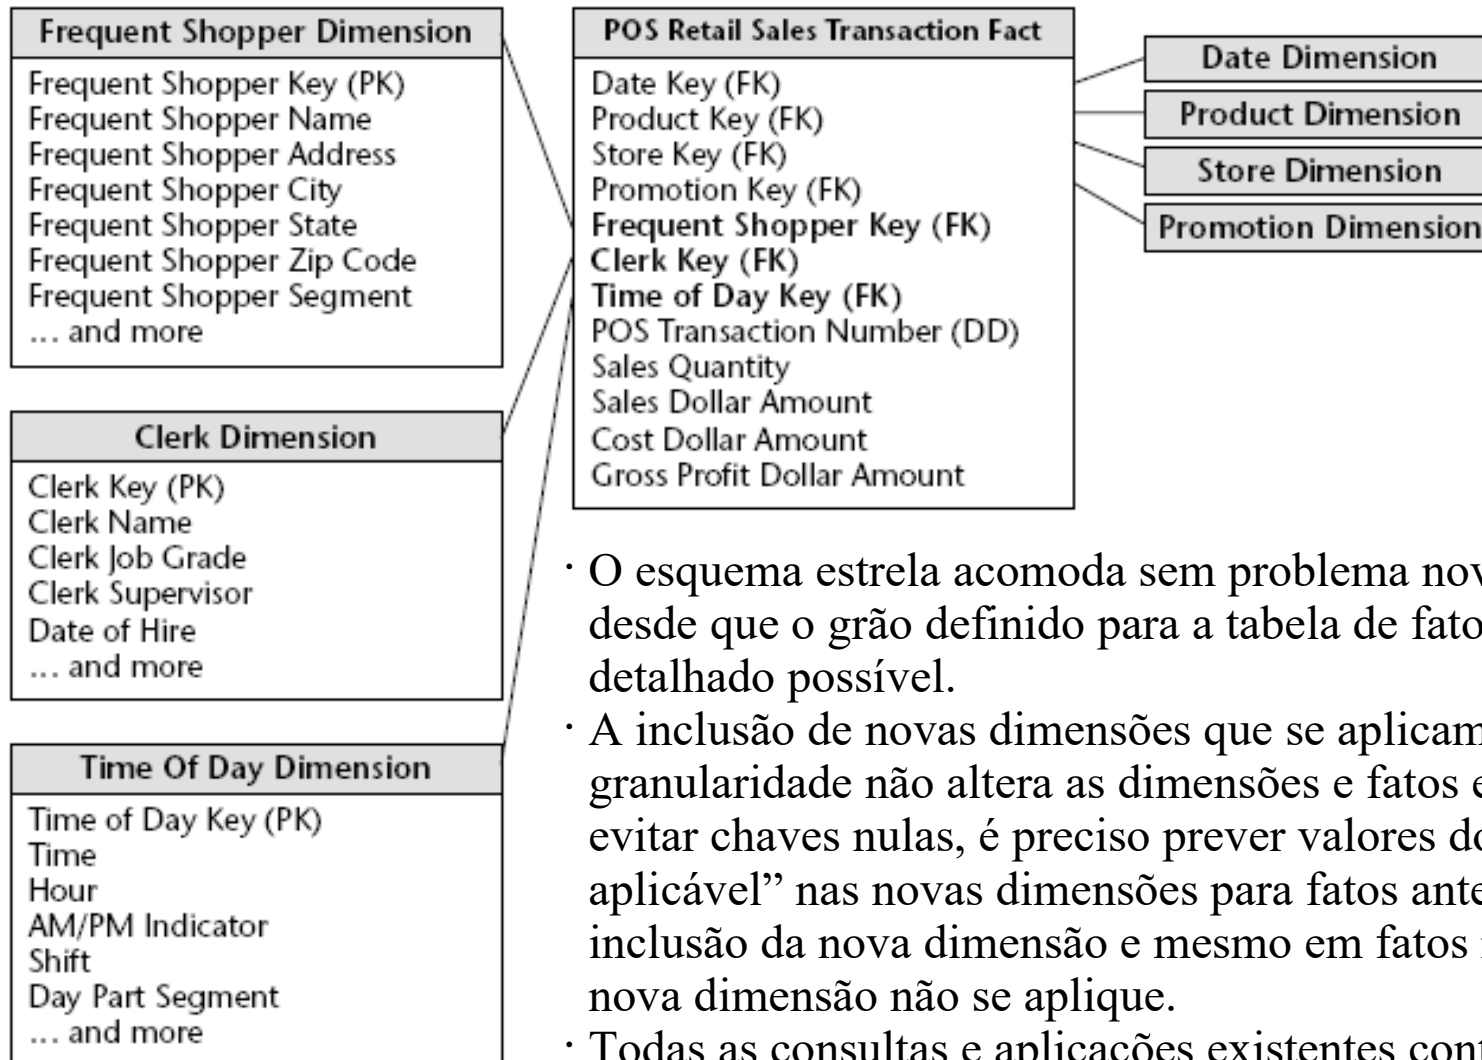 Frequent Shopper Dimension
Frequent Shopper Key (PK)
Frequent Shopper Name
Frequent Shopper Address
Frequent Shopper City
Frequent Shopper State
Frequent Shopper Zip Code
Frequent Shopper Segment
... and more
Clerk Dimension
Clerk Key (PK)
Clerk Name
Clerk Job Grade
Clerk Supervisor
Date of Hire
... and more
Time Of Day Dimension
Time of Day Key (PK)
Time
Hour
AM/PM Indicator
Shift
Day Part Segment
... and more
POS Retail Sales Transaction Fact
Date Key (FK)
Product Key (FK)
Store Key (FK)
Promotion Key (FK)
Frequent Shopper Key (FK)
Clerk Key (FK)
Time of Day Key (FK)
POS Transaction Number (DD)
Sales Quantity
Sales Dollar Amount
Cost Dollar Amount
Gross Profit Dollar Amount
Date Dimension
Product Dimension
Store Dimension
Promotion Dimension
· O esquema estrela acomoda sem problema
desde que o grão definido para a tabela de
detalhado possível.
· A inclusão de novas dimensões que se aplicam
granularidade não altera as dimensões e fatos
evitar chaves nulas, é preciso prever valores
aplicável” nas novas dimensões para fatos
inclusão da nova dimensão e mesmo em fatos
nova dimensão não se aplique.
· Todas as consultas e aplicações existentes